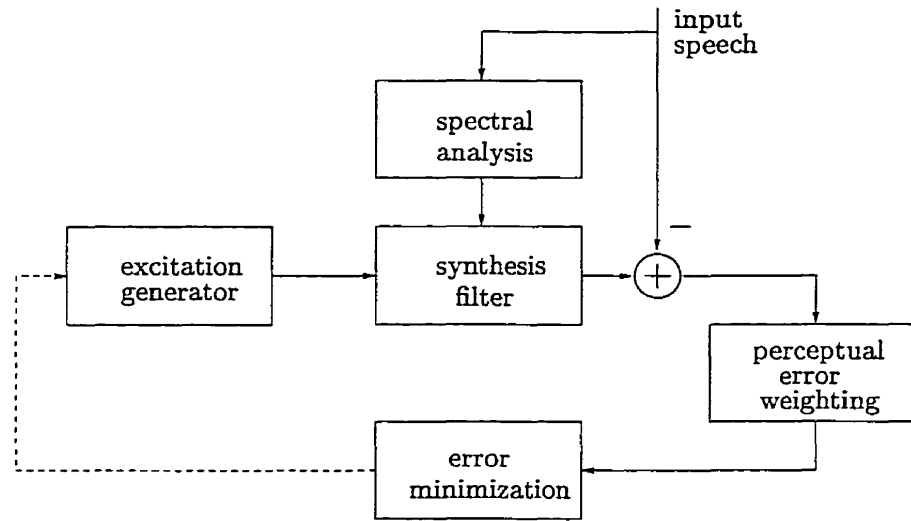 input
speech
spectral
analysis
excitation
generator
synthesis
filter
perceptual
error
weighting
error
minimization